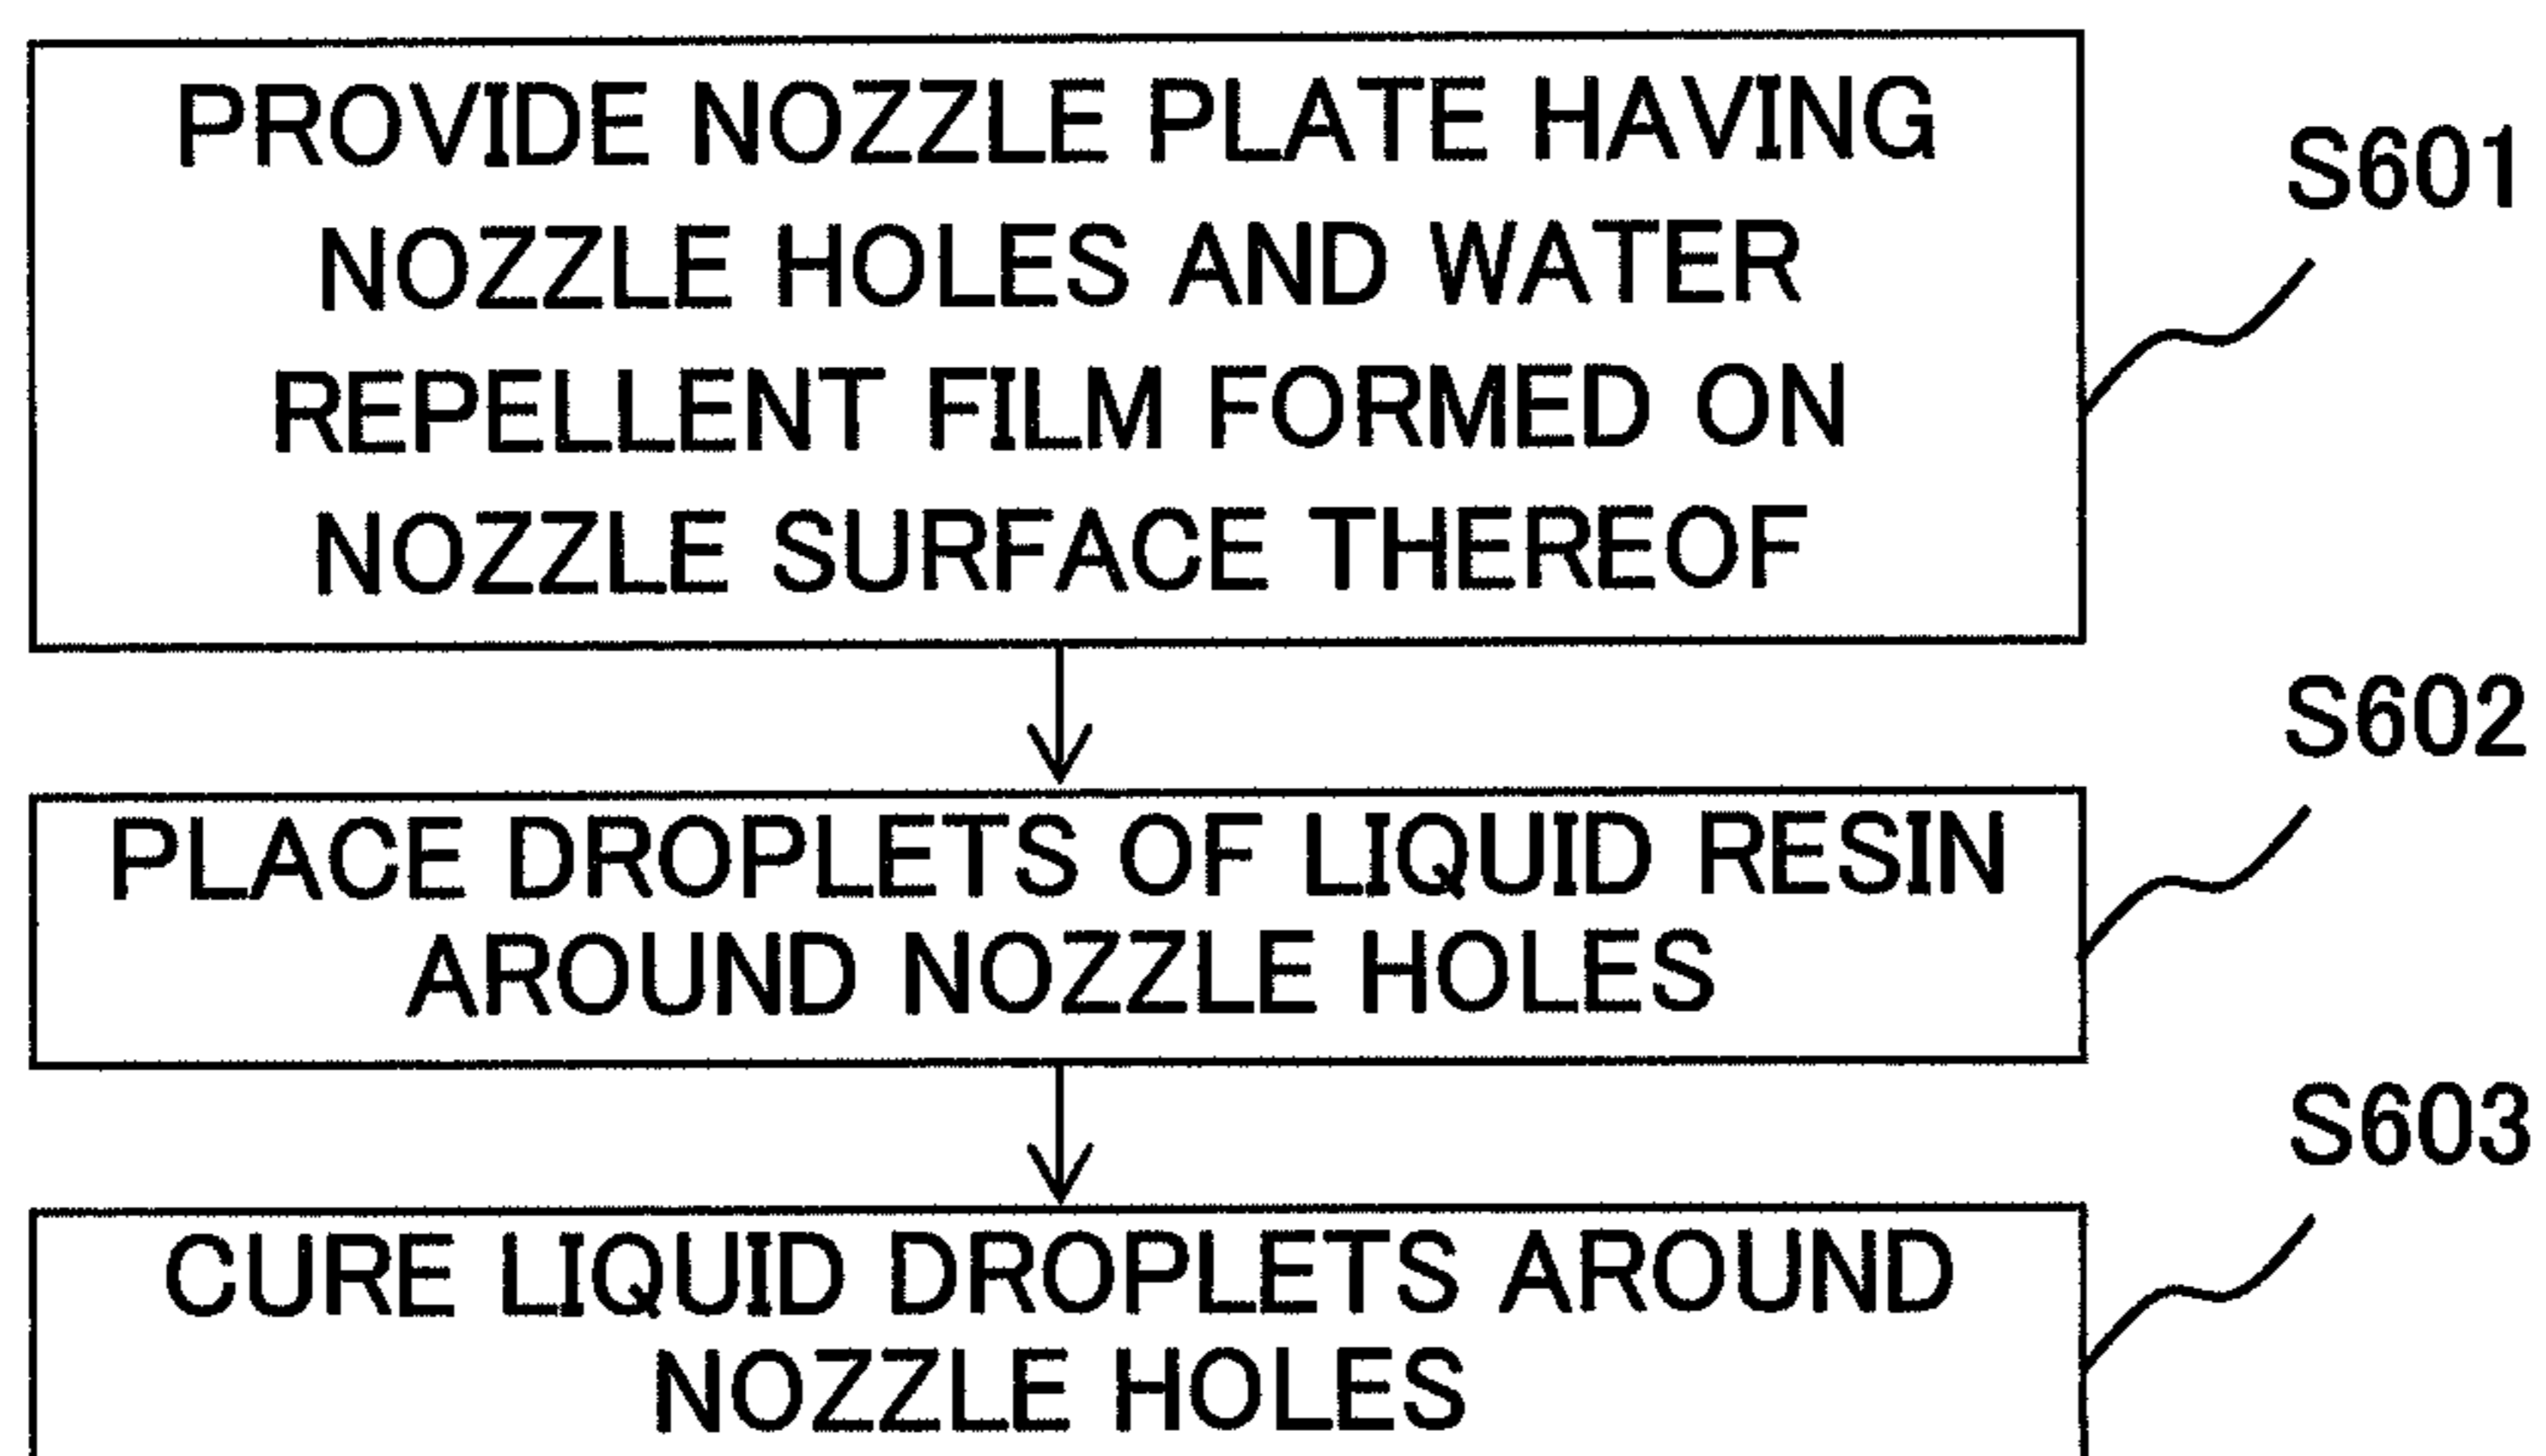 PROVIDE NOZZLE PLATE HAVING
S601
NOZZLE HOLES AND WATER
REPELLENT FILM FORMED ON
NOZZLE SURFACE THEREOF
S602
PLACE DROPLETS OF LIQUID RESIN
AROUND NOZZLE HOLES
S603
CURE LIQUID DROPLETS AROUND
NOZZLE HOLES